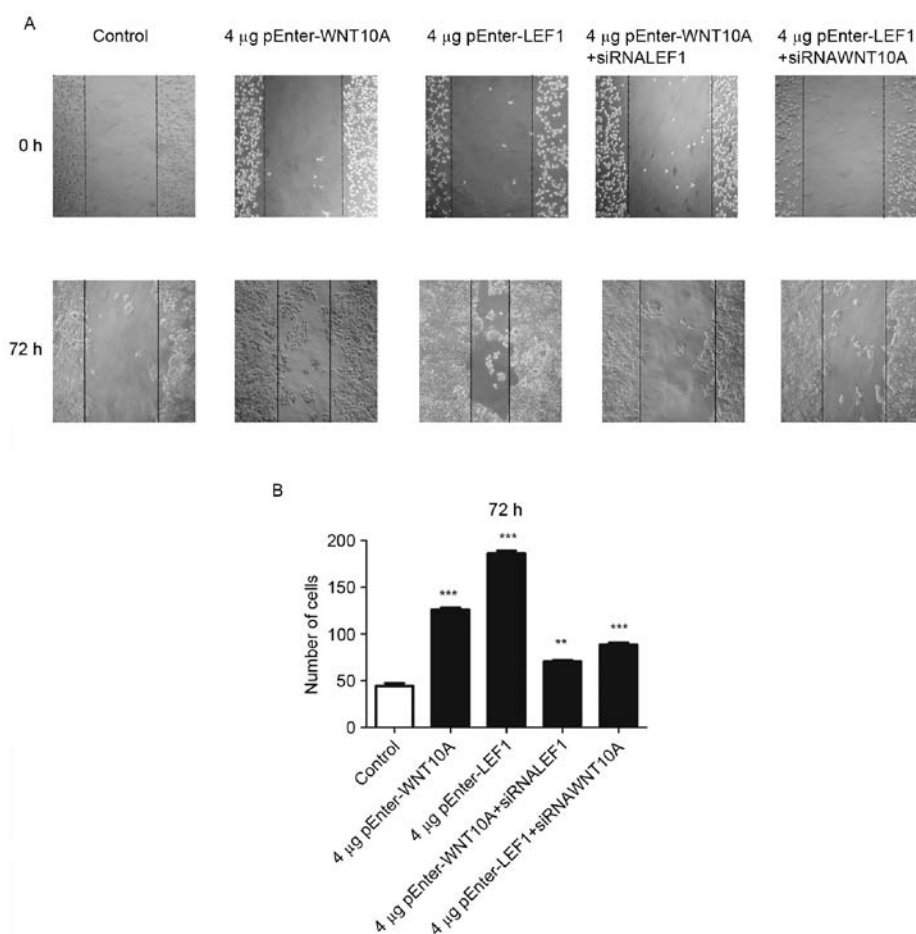 A
Control
4 µg pEnter-WNT10A
4 µg pEnter-LEF1
4 µg pEnter-WNT10A
+siRNALEF1
4 µg pEnter-LEF1
+siRNAWNT10A
0 h
72 h
B
72 h
Number of cells
200
150
100
50
0
***
***
**
***
Control
4 µg pEnter-WNT10A
4 µg pEnter-LEF1
4 µg pEnter-WNT10A+siRNALEF1
4 µg pEnter-LEF1+siRNAWNT10A